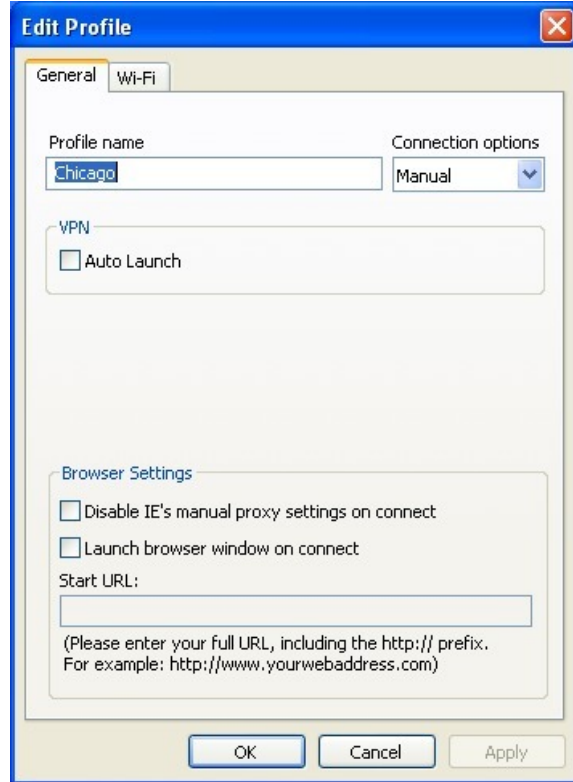 Edit Profile
General Wi-Fi
Profile name Connection options
Chicago Manual
VPN
Auto Launch
Browser Settings
Disable IE's manual proxy settings on connect
Launch browser window on connect
Start URL:
(Please enter your full URL, including the http:// prefix.
For example: http://www.yourwebaddress.com)
OK Cancel Apply